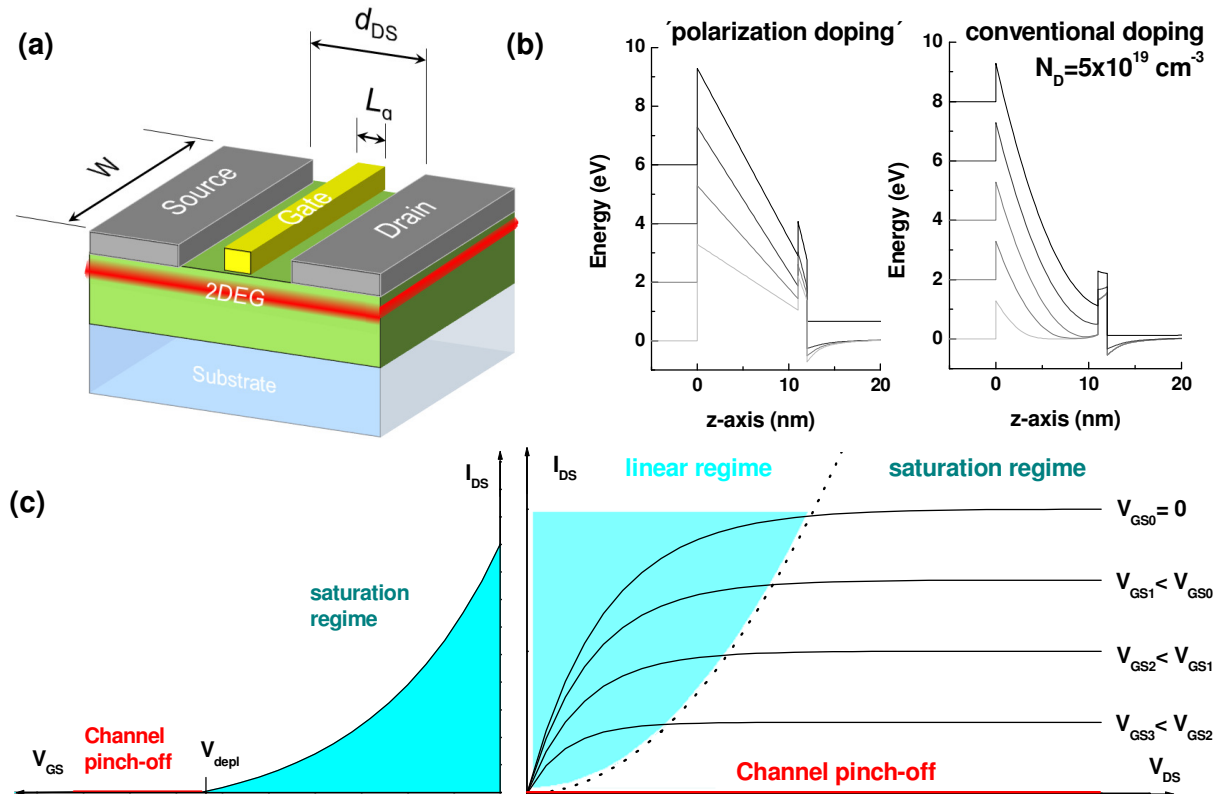 (a)
d_DS
L_g
W
Source
Gate
Drain
2DEG
Substrate
(b)
´polarization doping´
10
8
6
4
2
0
Energy (eV)
0
10
20
z-axis (nm)
conventional doping
N_D=5x10^19 cm^-3
10
8
6
4
2
0
Energy (eV)
0
10
20
z-axis (nm)
(c)
I_DS
saturation
regime
Channel
pinch-off
V_GS
V_depl
I_DS
linear regime
saturation regime
V_GS0= 0
V_GS1< V_GS0
V_GS2< V_GS1
V_GS3< V_GS2
Channel pinch-off
V_DS